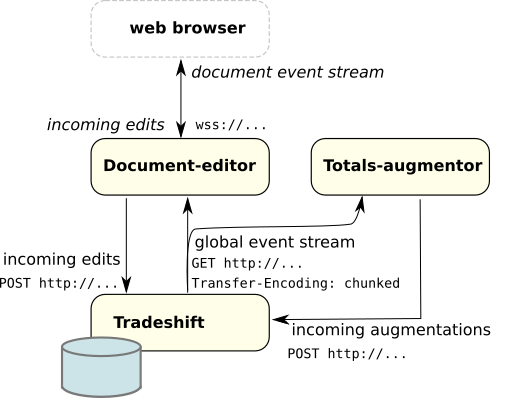 web browser
document event stream
incoming edits
wss://...
Document-editor
Totals-augmentor
global event stream
incoming edits
GET http://...
POST http://...
Transfer-Encoding: chunked
Tradeshift
incoming augmentations
POST http://...